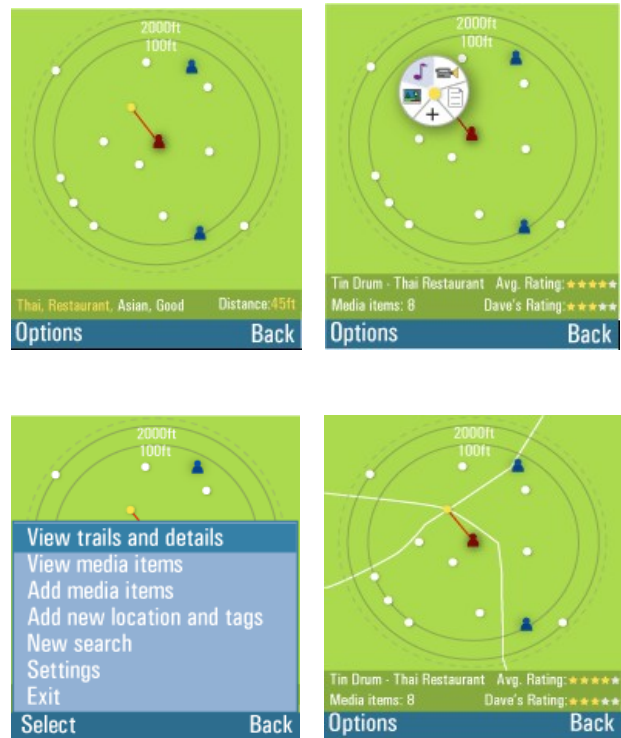 2000ft
100ft
Thai, Restaurant, Asian, Good Distance:45ft
Options Back
2000ft
100ft
Tin Drum - Thai Restaurant Avg. Rating:
Media items: 8 Dave's Rating:
Options Back
2000ft
100ft
View trails and details
View media items
Add media items
Add new location and tags
New search
Settings
Exit
Select Back
2000ft
100ft
Tin Drum - Thai Restaurant Avg. Rating:
Media items: 8 Dave's Rating:
Options Back